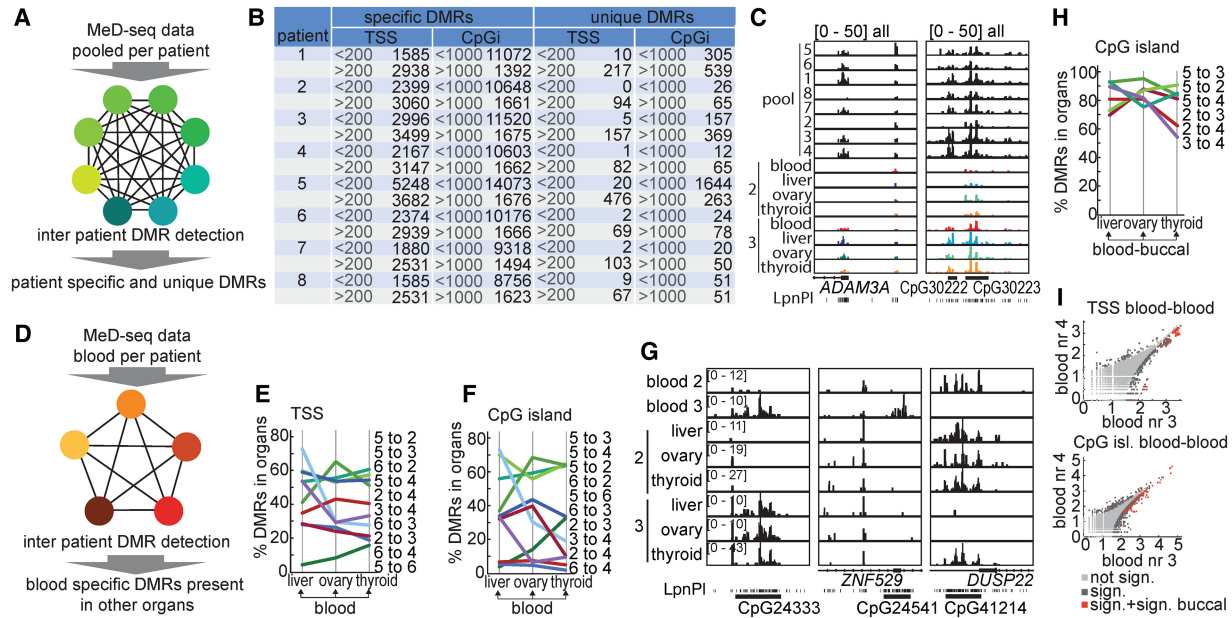 A
MeD-seq data
pooled per patient
inter patient DMR detection
patient specific and unique DMRs
B
specific DMRs unique DMRs
patient TSS CpGi TSS CpGi
1 <200 1585 <1000 11072 <200 10 <1000 305
>200 2938 >1000 1392 >200 217 >1000 539
2 <200 2399 <1000 10648 <200 0 <1000 26
>200 3060 >1000 1661 >200 94 >1000 65
3 <200 2996 <1000 11520 <200 5 <1000 157
>200 3499 >1000 1675 >200 157 >1000 369
4 <200 2167 <1000 10603 <200 1 <1000 12
>200 3147 >1000 1662 >200 82 >1000 65
5 <200 5248 <1000 14073 <200 20 <1000 1644
>200 3682 >1000 1676 >200 476 >1000 263
6 <200 2374 <1000 10176 <200 2 <1000 24
>200 2939 >1000 1666 >200 69 >1000 78
7 <200 1880 <1000 9318 <200 2 <1000 20
>200 2531 >1000 1494 >200 103 >1000 50
8 <200 1585 <1000 8756 <200 9 <1000 51
>200 2531 >1000 1623 >200 67 >1000 51
C
[0 - 50] all [0 - 50] all
pool
5
6
1
8
7
2
3
4
2
blood
liver
ovary
thyroid
3
blood
liver
ovary
thyroid
ADAM3A CpG30222 CpG30223
LpnPI
D
MeD-seq data
blood per patient
inter patient DMR detection
blood specific DMRs present
in other organs
E
TSS
% DMRs in organs
80
60
40
20
0
liver ovary thyroid
blood
5 to 2
5 to 3
6 to 2
6 to 3
5 to 4
2 to 4
3 to 4
6 to 3
2 to 3
6 to 4
5 to 6
F
CpG island
% DMRs in organs
80
60
40
20
0
liver ovary thyroid
blood
5 to 3
5 to 4
5 to 2
6 to 2
5 to 6
6 to 3
2 to 3
6 to 3
3 to 4
2 to 4
6 to 4
G
blood 2 [0 - 12]
blood 3 [0 - 10]
2
liver [0 - 11]
ovary [0 - 19]
thyroid [0 - 27]
3
liver [0 - 10]
ovary [0 - 10]
thyroid [0 - 43]
ZNF529 DUSP22
LpnPI
CpG24333 CpG24541 CpG41214
H
CpG island
% DMRs in organs
100
80
60
40
20
0
liver ovary thyroid
blood-buccal
5 to 3
5 to 2
5 to 4
2 to 3
2 to 4
3 to 4
I
TSS blood-blood
blood nr 4
3
2
1
0
0 1 2 3
blood nr 3
CpG isl. blood-blood
blood nr 4
5
4
3
2
1
0
0 1 2 3 4 5
blood nr 3
not sign.
sign.
sign.+sign. buccal